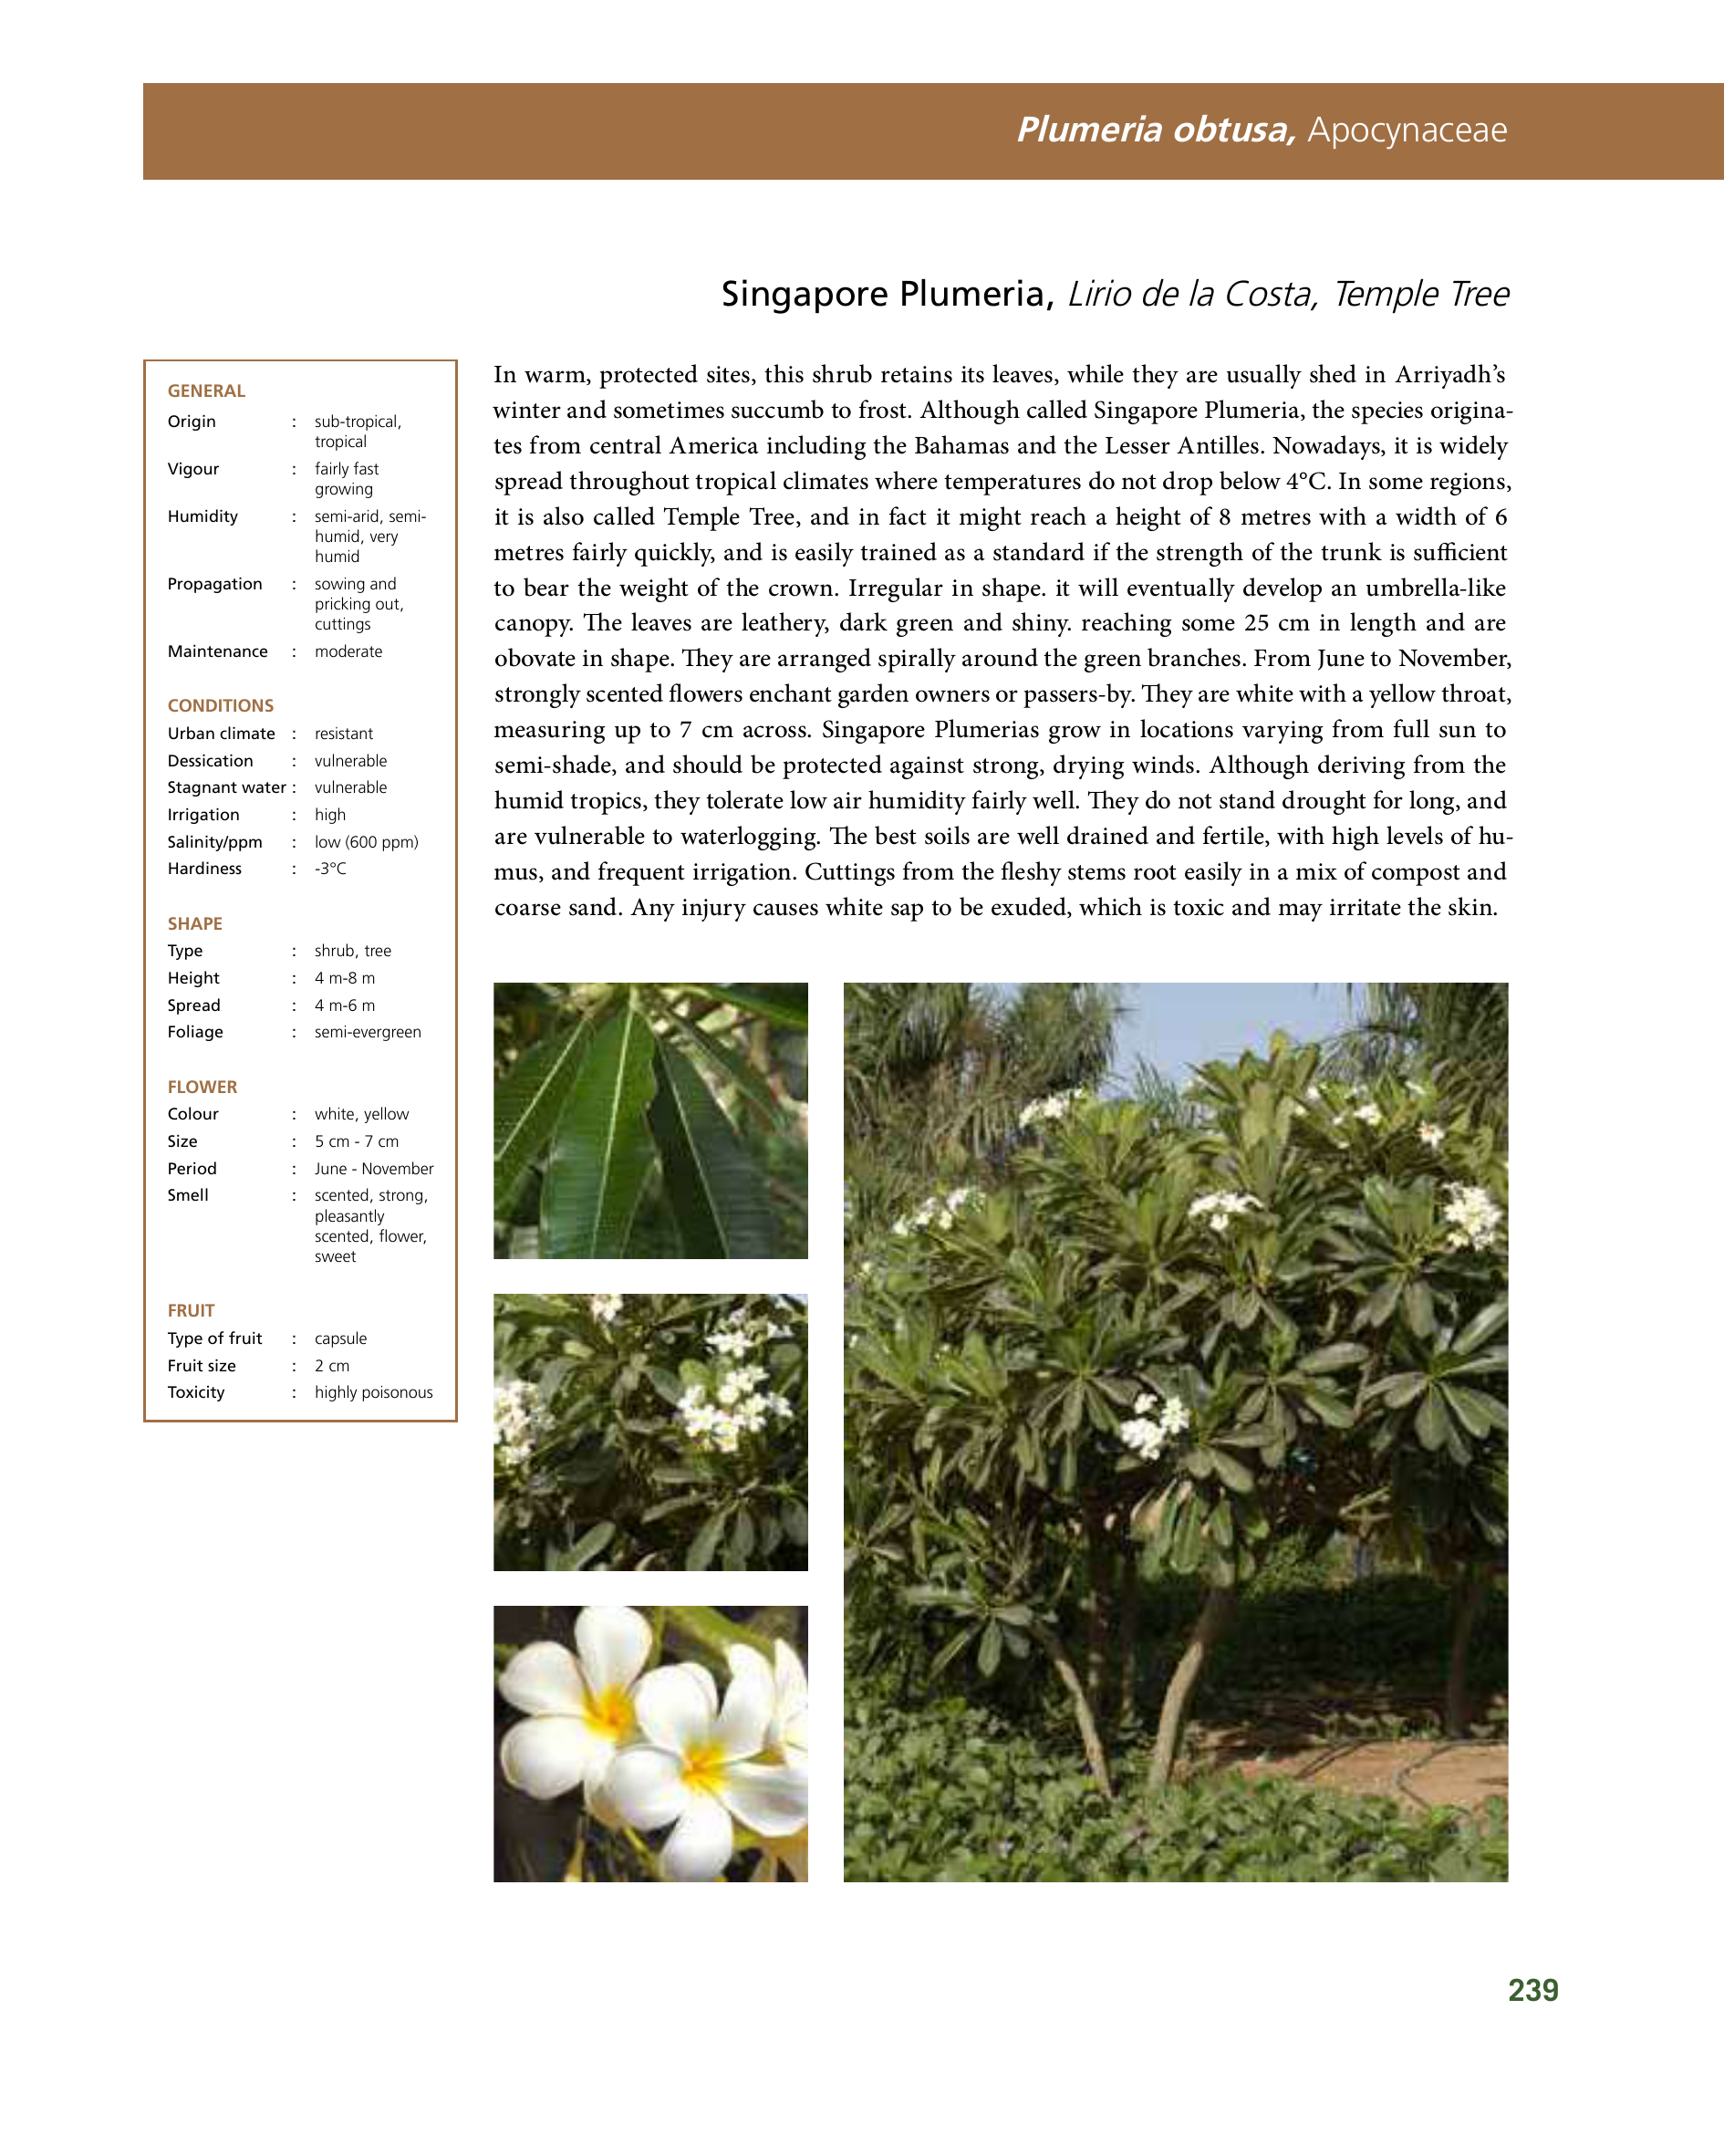 Plumeria obtusa, Apocynaceae
Singapore Plumeria, Lirio de la Costa, Temple Tree
GENERAL
Origin : sub-tropical,
tropical
Vigour : fairly fast
growing
Humidity : semi-arid, semi-
humid, very
humid
Propagation : sowing and
pricking out,
cuttings
Maintenance : moderate
CONDITIONS
Urban climate : resistant
Dessication : vulnerable
Stagnant water : vulnerable
Irrigation : high
Salinity/ppm : low (600 ppm)
Hardiness : -3°C
SHAPE
Type : shrub, tree
Height : 4 m-8 m
Spread : 4 m-6 m
Foliage : semi-evergreen
FLOWER
Colour : white, yellow
Size : 5 cm - 7 cm
Period : June - November
Smell : scented, strong,
pleasantly
scented, flower,
sweet
FRUIT
Type of fruit : capsule
Fruit size : 2 cm
Toxicity : highly poisonous
In warm, protected sites, this shrub retains its leaves, while they are usually shed in Arriyadh's
winter and sometimes succumb to frost. Although called Singapore Plumeria, the species origina-
tes from central America including the Bahamas and the Lesser Antilles. Nowadays, it is widely
spread throughout tropical climates where temperatures do not drop below 4°C. In some regions,
it is also called Temple Tree, and in fact it might reach a height of 8 metres with a width of 6
metres fairly quickly, and is easily trained as a standard if the strength of the trunk is sufficient
to bear the weight of the crown. Irregular in shape. it will eventually develop an umbrella-like
canopy. The leaves are leathery, dark green and shiny. reaching some 25 cm in length and are
obovate in shape. They are arranged spirally around the green branches. From June to November,
strongly scented flowers enchant garden owners or passers-by. They are white with a yellow throat,
measuring up to 7 cm across. Singapore Plumerias grow in locations varying from full sun to
semi-shade, and should be protected against strong, drying winds. Although deriving from the
humid tropics, they tolerate low air humidity fairly well. They do not stand drought for long, and
are vulnerable to waterlogging. The best soils are well drained and fertile, with high levels of hu-
mus, and frequent irrigation. Cuttings from the fleshy stems root easily in a mix of compost and
coarse sand. Any injury causes white sap to be exuded, which is toxic and may irritate the skin.
239